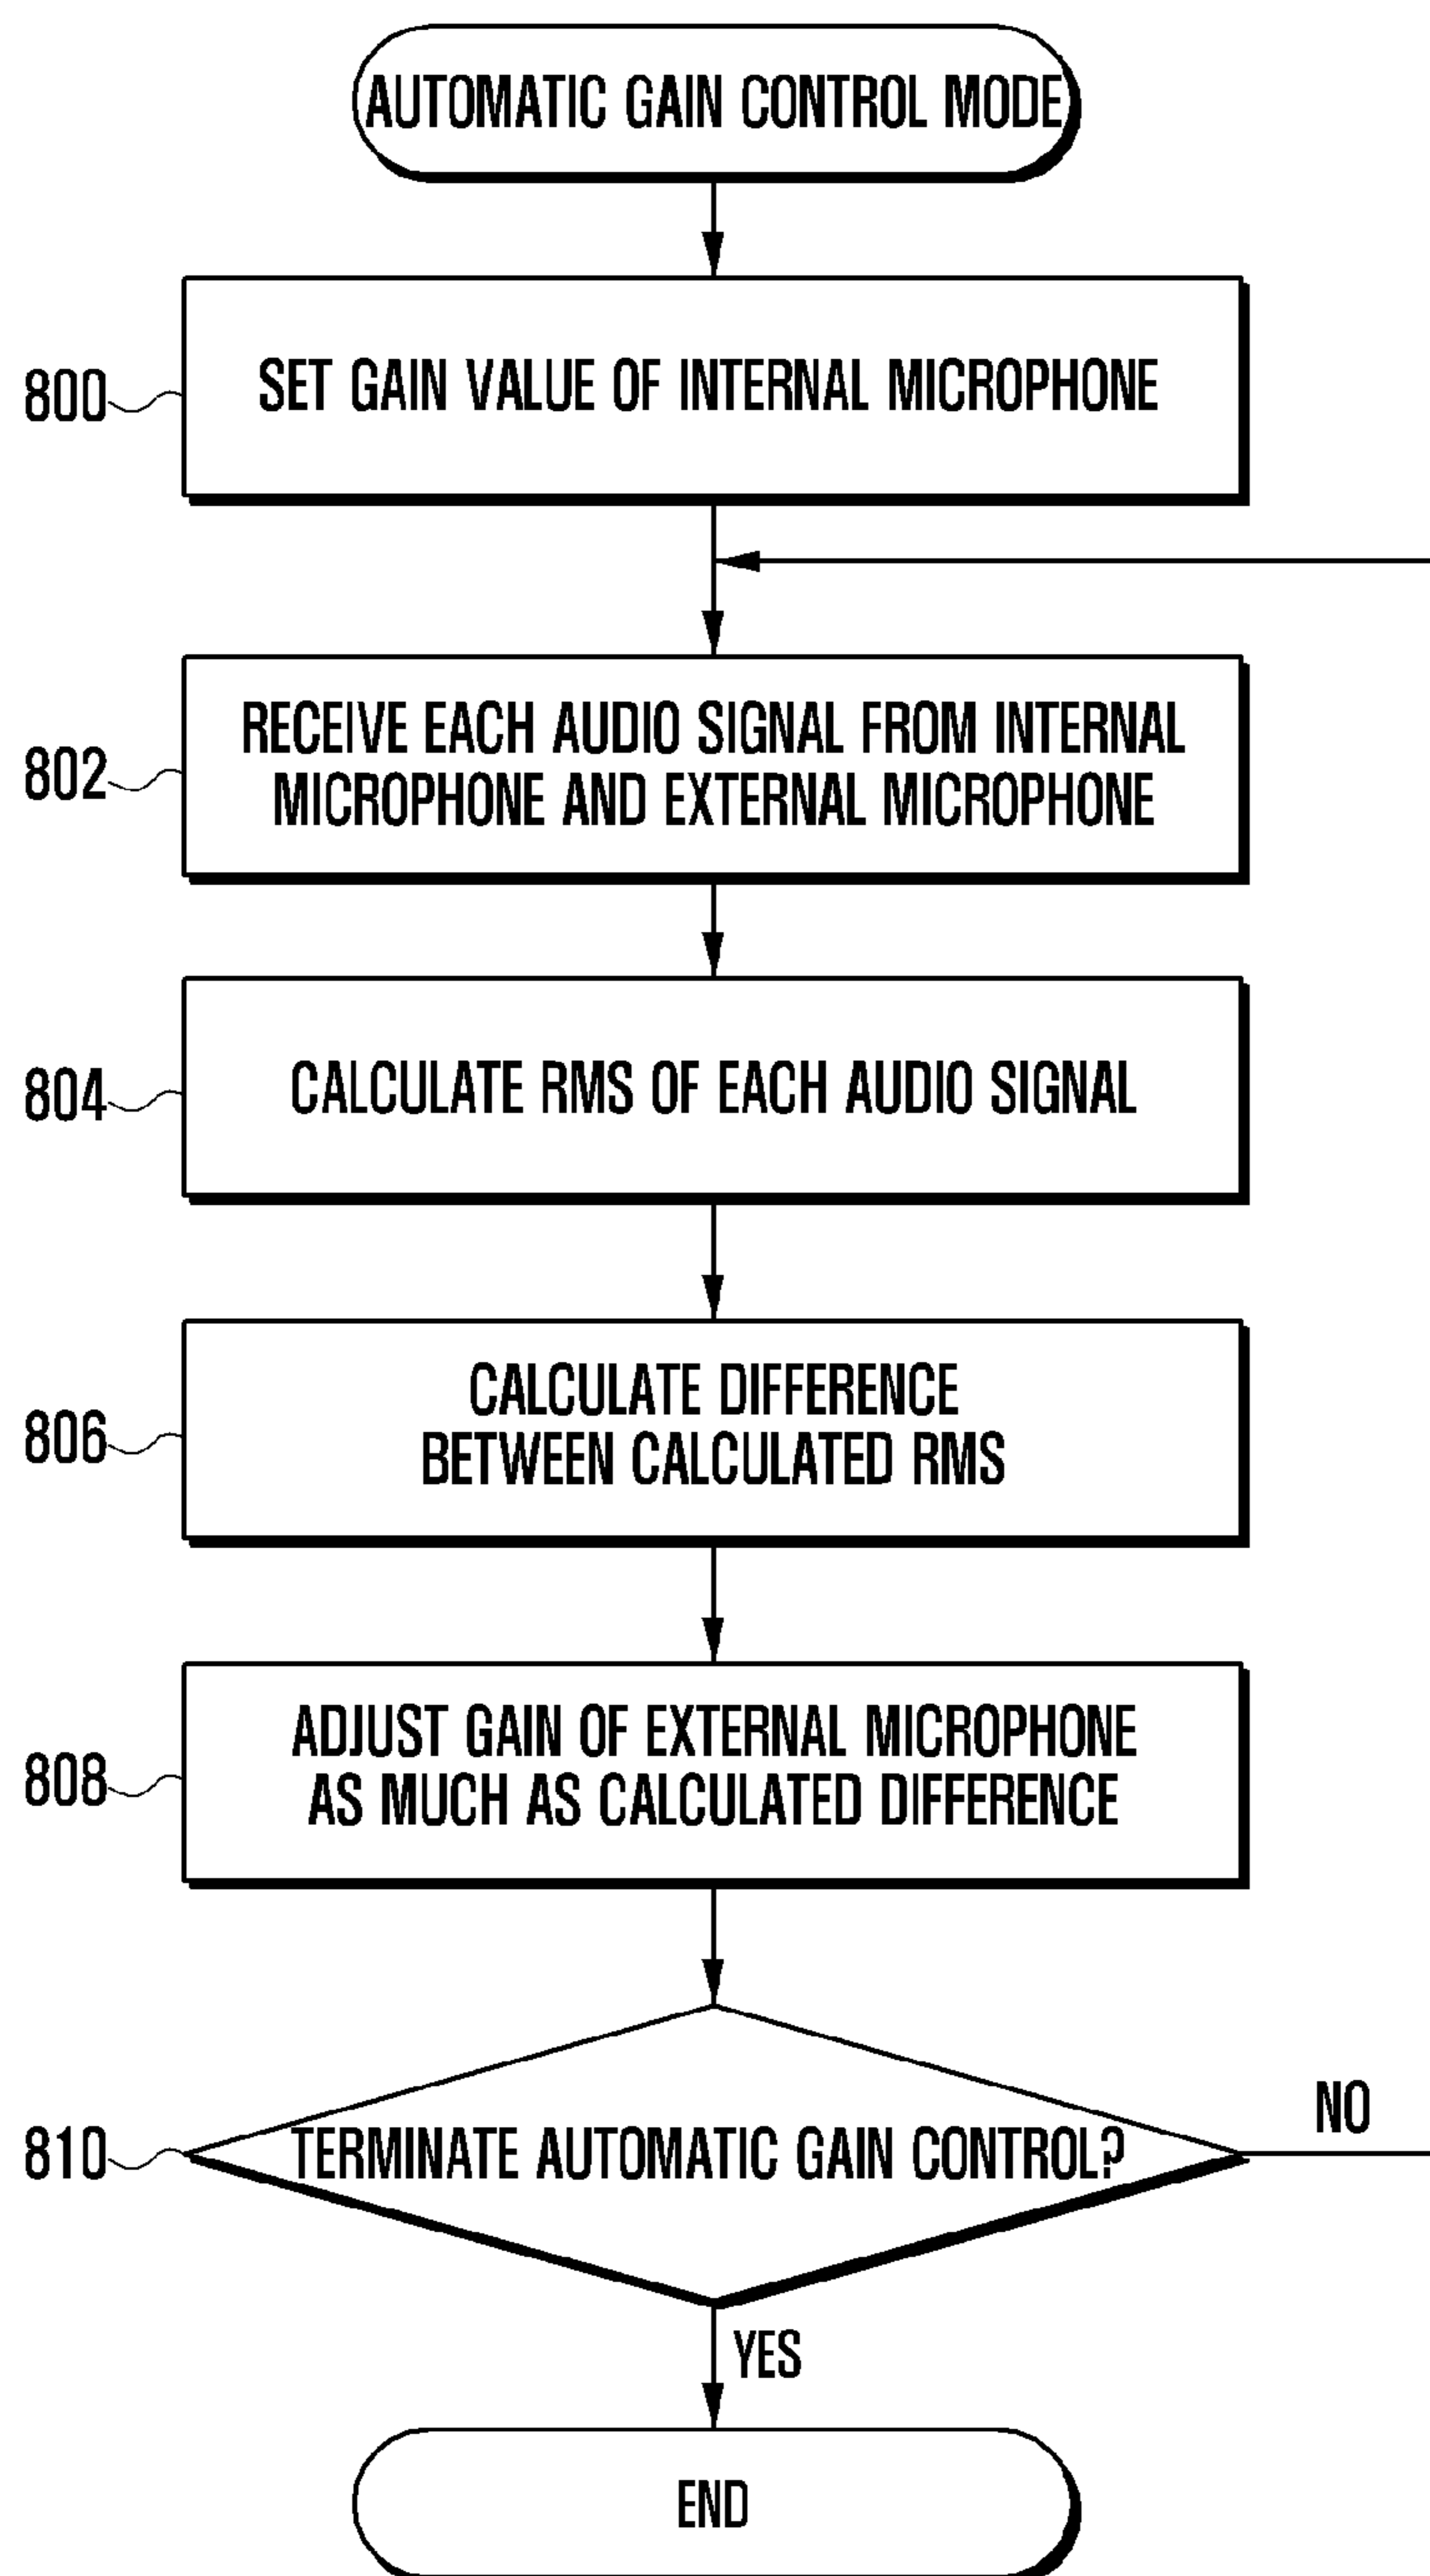 AUTOMATIC GAIN CONTROL MODE
800
SET GAIN VALUE OF INTERNAL MICROPHONE
802
RECEIVE EACH AUDIO SIGNAL FROM INTERNAL
MICROPHONE AND EXTERNAL MICROPHONE
804
CALCULATE RMS OF EACH AUDIO SIGNAL
806
CALCULATE DIFFERENCE
BETWEEN CALCULATED RMS
808
ADJUST GAIN OF EXTERNAL MICROPHONE
AS MUCH AS CALCULATED DIFFERENCE
810
TERMINATE AUTOMATIC GAIN CONTROL?
NO
YES
END